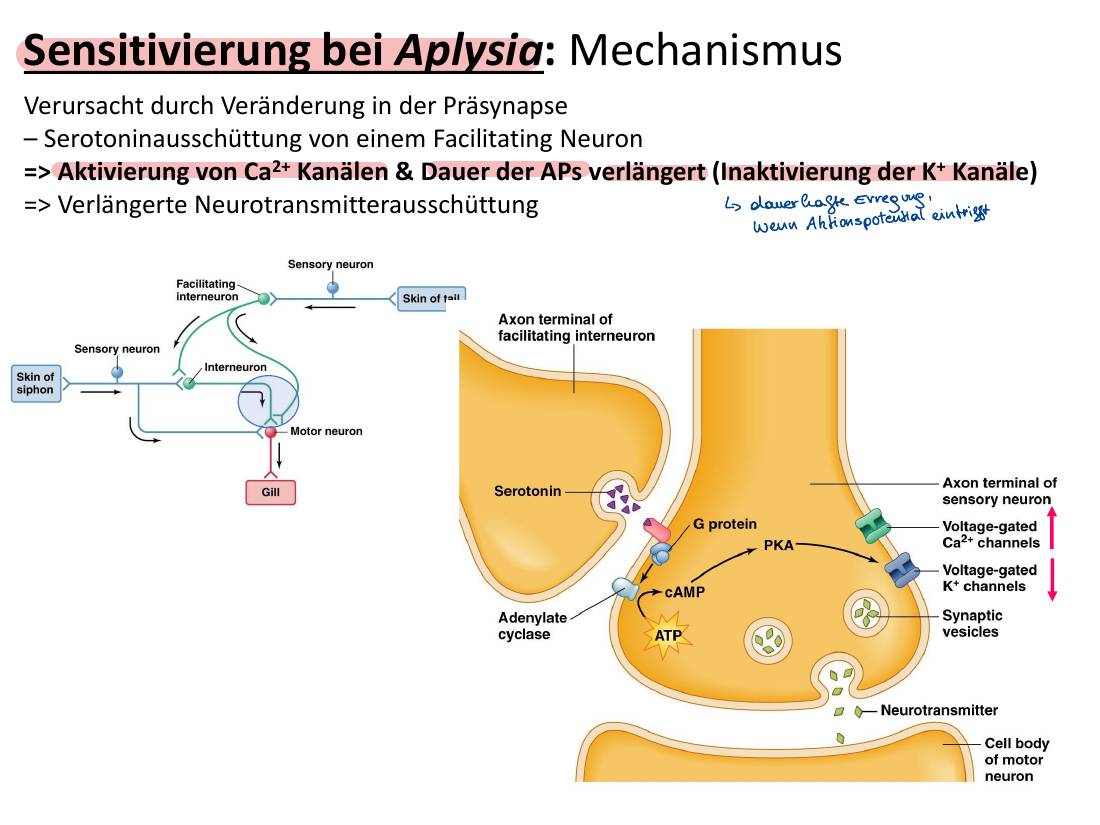 Sensitivierung bei Aplysia: Mechanismus
Verursacht durch Veränderung in der Präsynapse
– Serotoninausschüttung von einem Facilitating Neuron
=> Aktivierung von Ca2+ Kanälen & Dauer der APs verlängert (Inaktivierung der K+ Kanäle)
=> Verlängerte Neurotransmitterausschüttung
↳ dauerhafte Erregung,
wenn Aktionspotential eintrifft
Sensory neuron
Facilitating
interneuron
Skin of tail
Sensory neuron
Interneuron
Skin of
siphon
Motor neuron
Gill
Axon terminal of
facilitating interneuron
Serotonin
G protein
PKA
cAMP
Adenylate
cyclase
ATP
Axon terminal of
sensory neuron
Voltage-gated
Ca2+ channels
Voltage-gated
K+ channels
Synaptic
vesicles
Neurotransmitter
Cell body
of motor
neuron